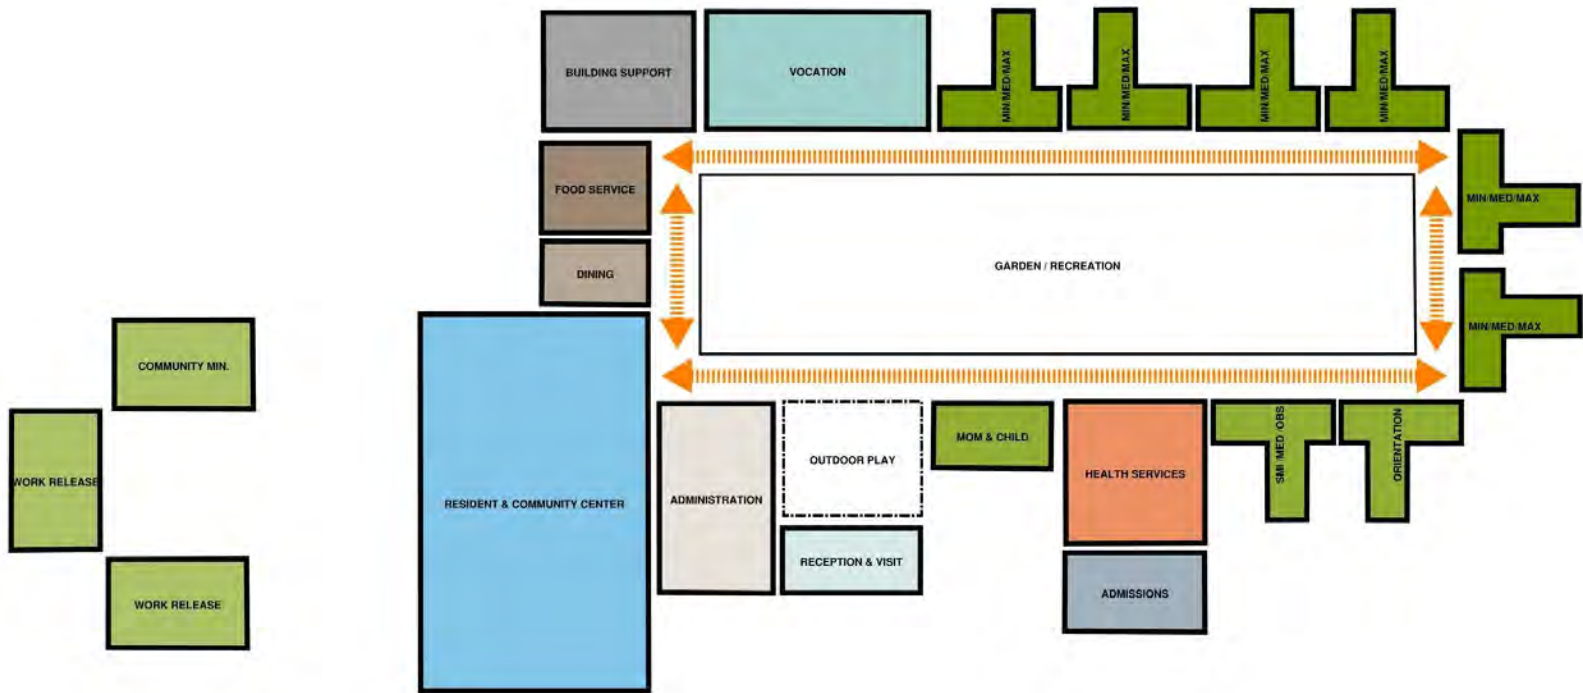 BUILDING SUPPORT
VOCATION
MIN/MED/MAX
MIN/MED/MAX
MIN/MED/MAX
MIN/MED/MAX
FOOD SERVICE
MIN/MED/MAX
DINING
GARDEN / RECREATION
MIN/MED/MAX
COMMUNITY MIN.
WORK RELEASE
WORK RELEASE
RESIDENT & COMMUNITY CENTER
ADMINISTRATION
OUTDOOR PLAY
RECEPTION & VISIT
MOM & CHILD
HEALTH SERVICES
ADMISSIONS
SMI /MED /OBS
ORIENTATION